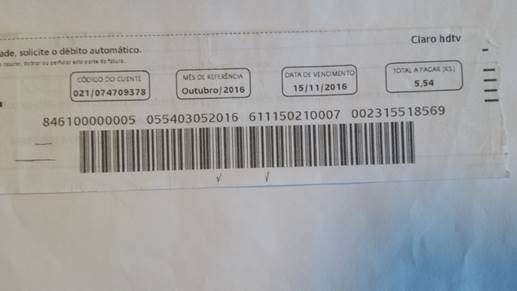 Claro hdtv
ade, solicite o débito automático.
rasurar, dobrar ou perfurar esta parte da fatura.
CÓDIGO DO CLIENTE
021/074709378
MÊS DE REFERÊNCIA
Outubro/2016
DATA DE VENCIMENTO
15/11/2016
TOTAL A PAGAR (R$)
5,54
846100000005 055403052016 611150210007 002315518569